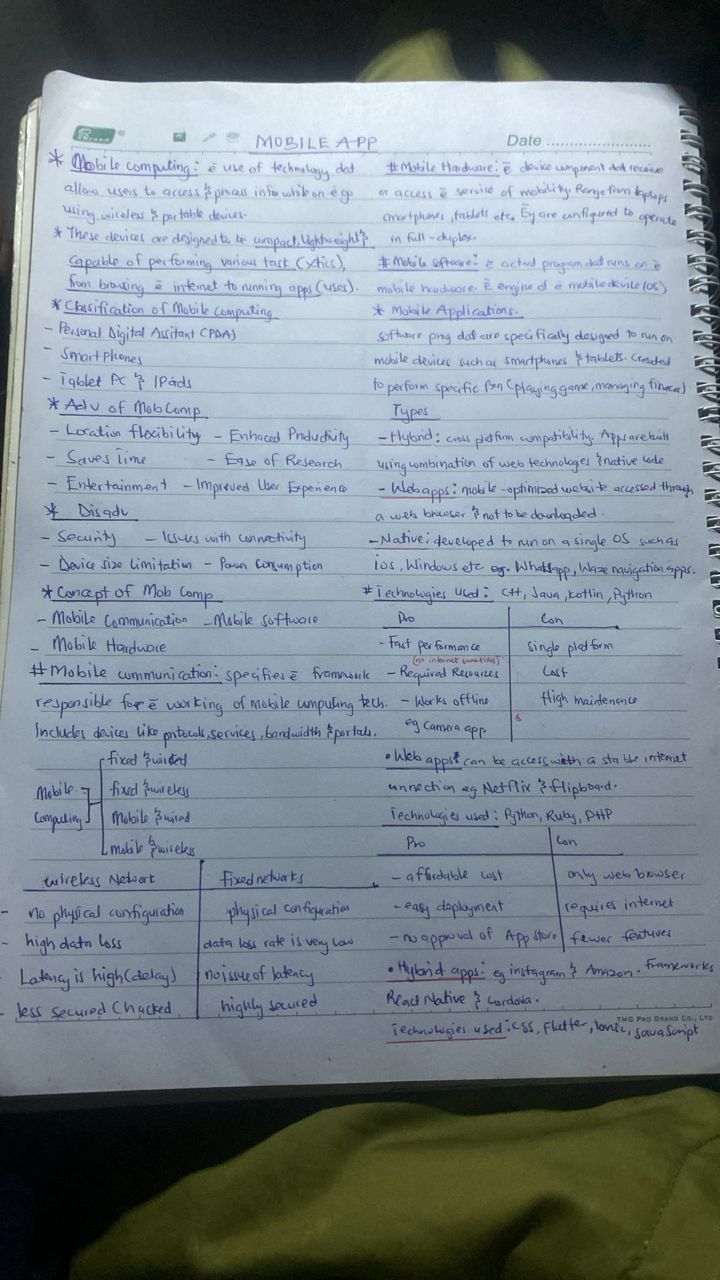 MOBILE APP
Date
* Mobile computing: ē use of technology dat
allow users to access & process info while on ē go
using wireless & portable devices.
* These devices are designed to be compact, lightweight &
capable of performing various task (xtics),
from browsing ē internet to running apps (uses).
* Classification of Mobile Computing
- Personal Digital Assitant (PDA)
- Smartphones
- Tablet PC & IPads
* Adv of Mob Comp
- Location flexibility - Enhaced Productivity
- Saves Time - Ease of Research
- Entertainment - Improved User Experience
* Disadv
- Security - Issues with connectivity
- Device size limitation - Power Consumption
* Concept of Mob Comp
- Mobile Communication - Mobile software
- Mobile Hardware
# Mobile communication: specifies ē framework
responsible for ē working of mobile computing tech.
Includes devices like protocols, services, bandwidth & portals.
Mobile Computing
fixed & wired
fixed & wireless
Mobile & wired
mobile & wireless
wireless Network Fixed networks
- no physical configuration physical configuration
- high data loss data loss rate is very low
Latency is high (delay) no issue of latency
- less secured (hacked) highly secured
# Mobile Hardware: ē device component dat receive
or access ē service of mobility. Range from laptops
smartphones, tablets etc. Ey are configured to operate
in full-duplex.
# Mobile software: ē actual program dat runs on ē
mobile hardware. Ē engine of ē mobile device (OS)
* Mobile Applications.
software prog dat are specifically designed to run on
mobile devices such as smartphones & tablets. Created
to perform specific fxn (playing game, managing finances)
Types
- Hybrid: cross platform compatibility. Apps are built
using combination of web technologies & native code
- Web apps: mobile-optimized website accessed through
a web browser & not to be downloaded.
- Native: developed to run on a single OS such as
ios, Windows etc eg. Whatsapp, Waze navigation apps.
# Technologies Used: C++, Java, kotlin, Python
Pro Con
- Fast performance single platform
(no internet functions)
- Required Resources Cost
- Works offline High maintenance
eg Camera app
• Web apps: can be access with a stable internet
connection eg Netflix & flipboard.
Technologies used: Python, Ruby, PHP
Pro Con
- affordable cost only web browser
- easy deployment requires internet
- no approval of App store fewer features
• Hybrid apps: eg instagram & Amazon. Frameworks
React Native & Cordova.
TMG PRO GRAND CO., LTD
Technologies used: CSS, Flutter, Ionic, JavaScript